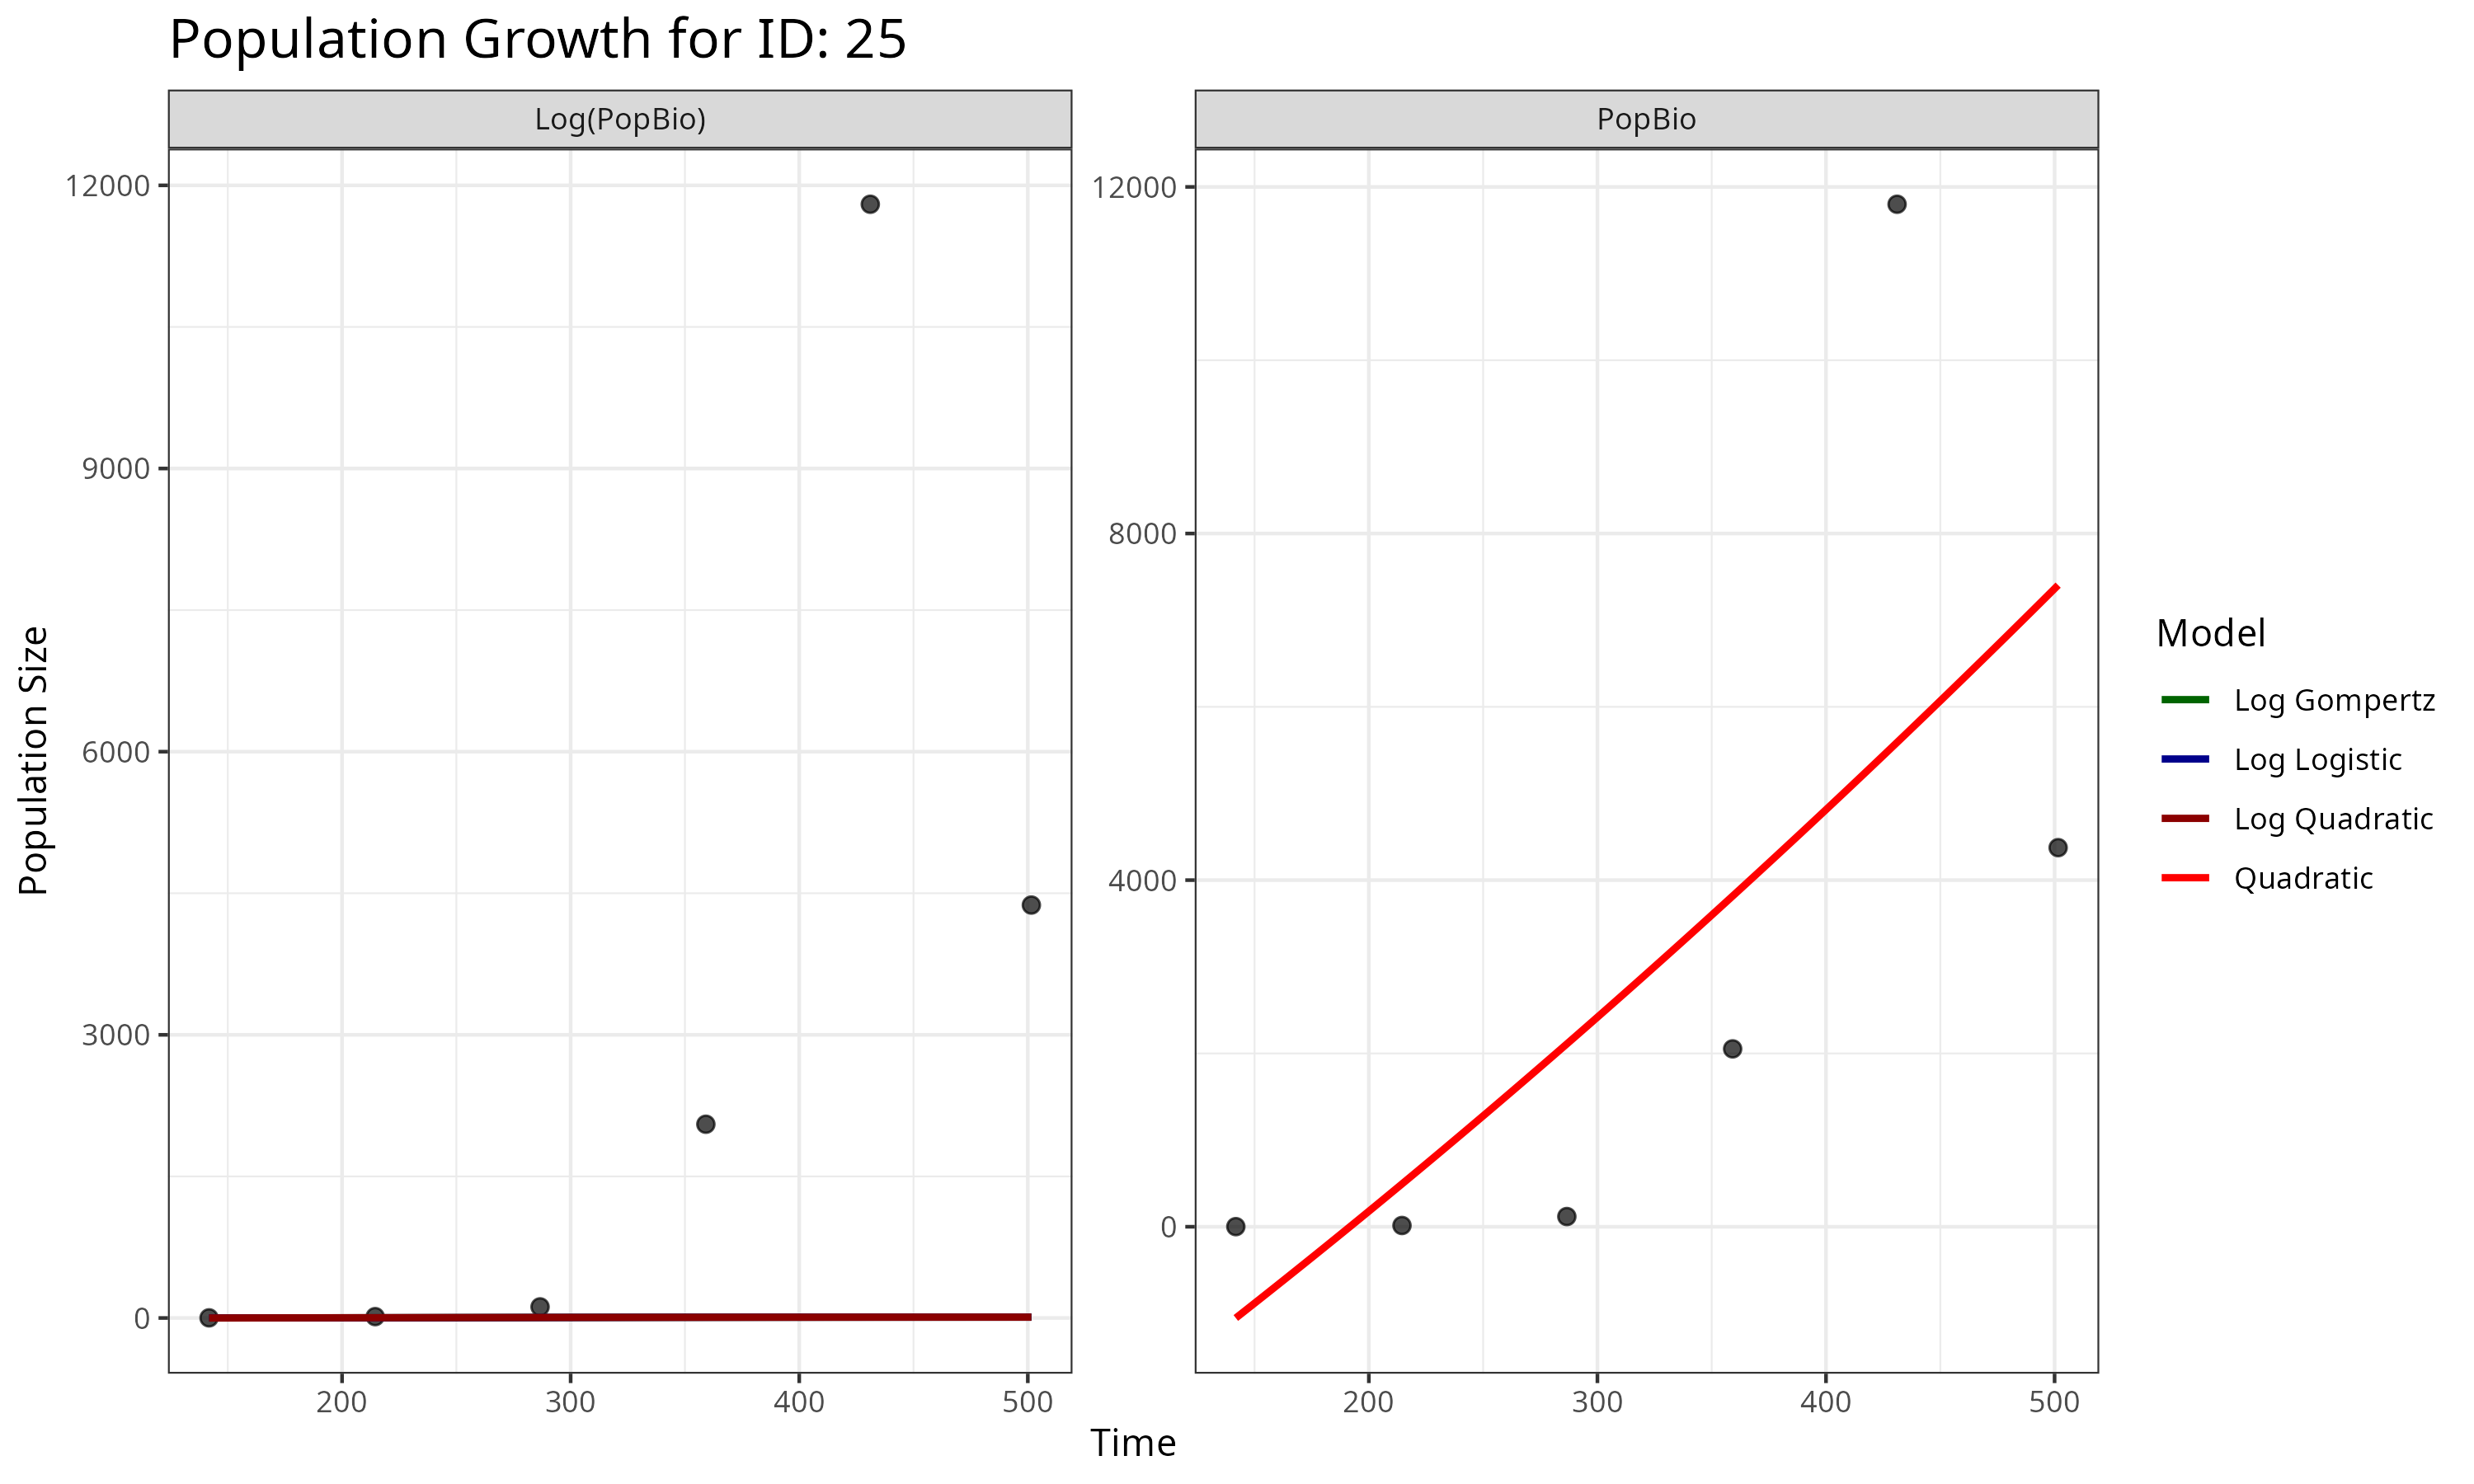 Population Growth for ID: 25
Log(PopBio)
PopBio
12000
9000
6000
3000
0
12000
8000
4000
0
200
300
400
500
200
300
400
500
Population Size
Time
Model
Log Gompertz
Log Logistic
Log Quadratic
Quadratic